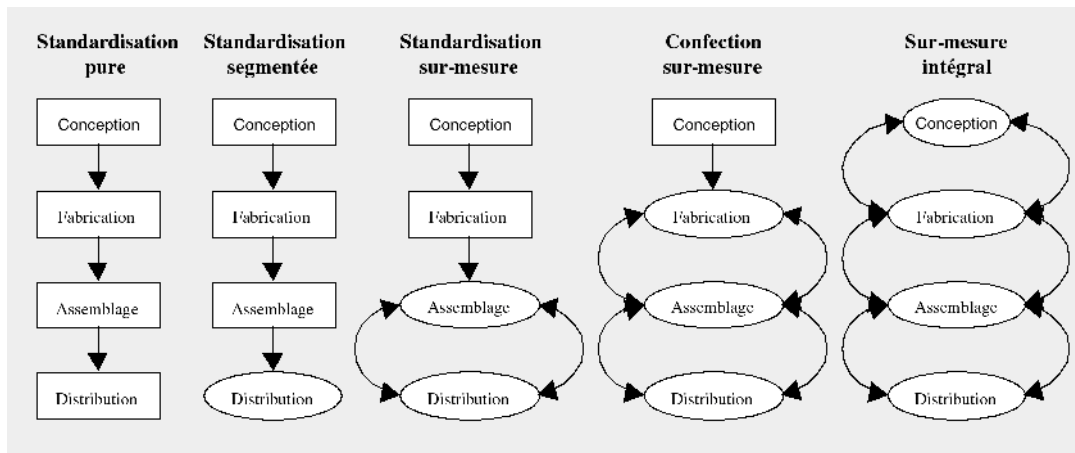 Standardisation
pure
Standardisation
segmentée
Standardisation
sur-mesure
Confection
sur-mesure
Sur-mesure
intégral
Conception
Conception
Conception
Conception
Conception
Fabrication
Fabrication
Fabrication
Fabrication
Fabrication
Assemblage
Assemblage
Assemblage
Assemblage
Assemblage
Distribution
Distribution
Distribution
Distribution
Distribution